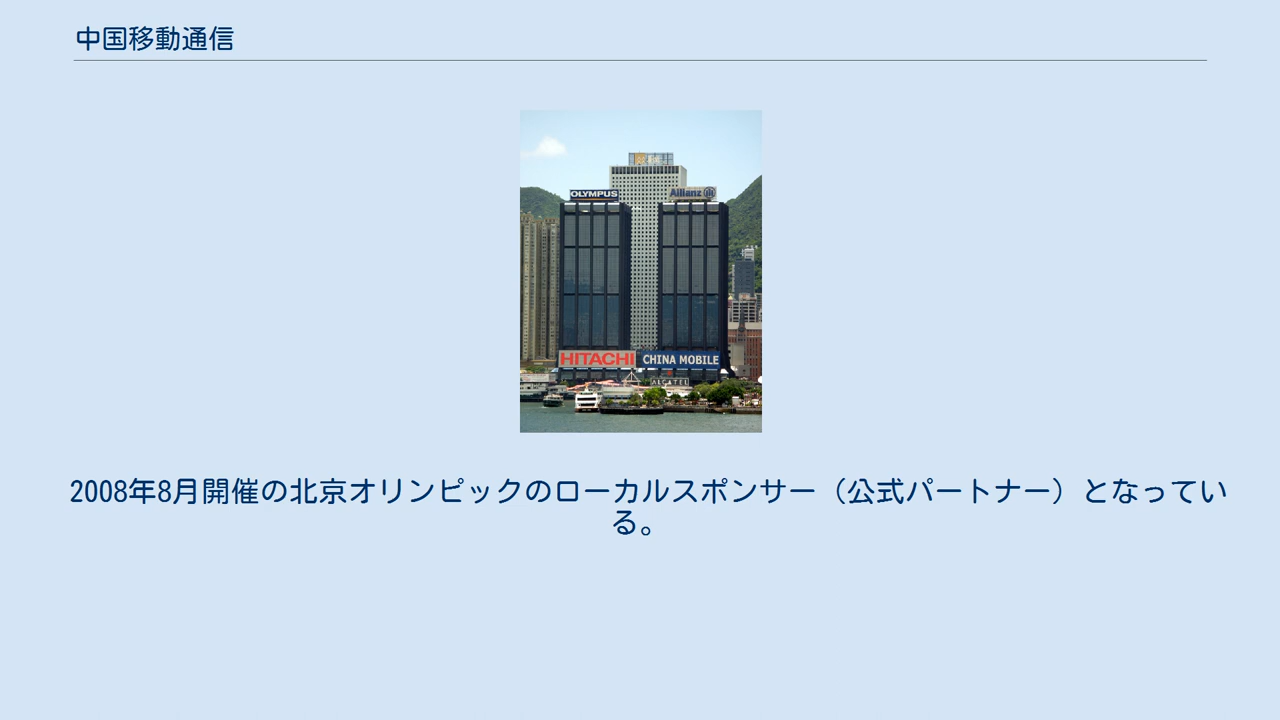 中国移動通信
OLYMPUS
Allianz
HITACHI
CHINA MOBILE
ALCATEL
2008年8月開催の北京オリンピックのローカルスポンサー（公式パートナー）となってい
る。